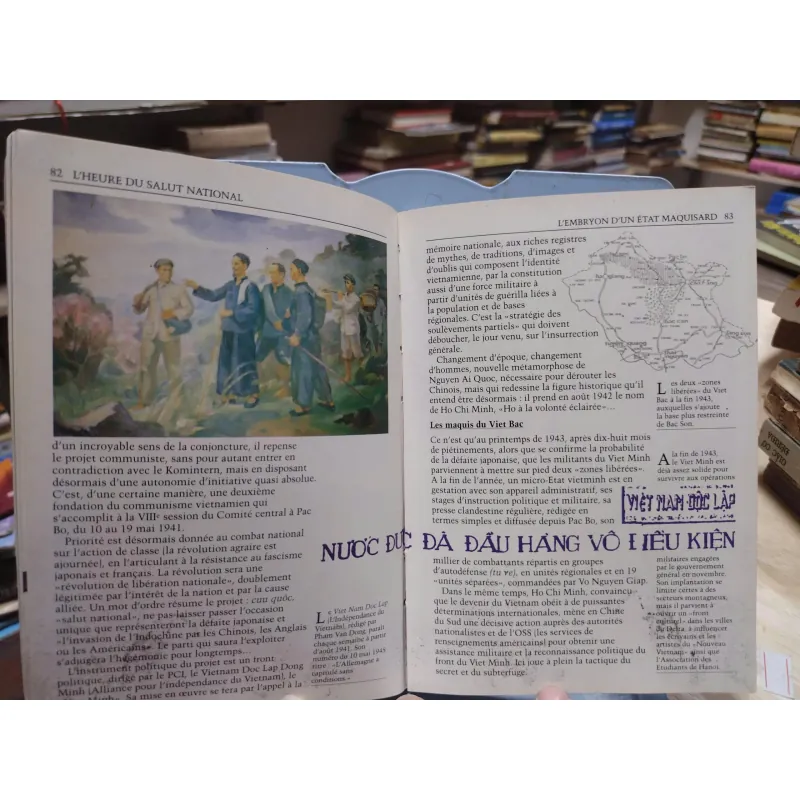 82 L'HEURE DU SALUT NATIONAL
d'un incroyable sens de la conjoncture, il repense
le projet communiste, sans pour autant entrer en
contradiction avec le Komintern, mais en disposant
désormais d'une autonomie d'initiative quasi absolue.
C'est, d'une certaine manière, une deuxième
fondation du communisme vietnamien qui
s'accomplit à la VIIIe session du Comité central à Pac
Bo, du 10 au 19 mai 1941.
Priorité est désormais donnée au combat national
sur l'action de classe (la révolution agraire est
ajournée), en l'articulant à la résistance au fascisme
japonais et français. La révolution sera une
«révolution de libération nationale», doublement
légitimée par l'intérêt de la nation et par la cause
alliée. Un mot d'ordre résume le projet : cuu quôc,
«salut national», ne pas laisser passer l'occasion
unique que représenteront la défaite japonaise et
«l'invasion de l'Indochine par les Chinois, les Anglais
ou les Américains». Le parti qui saura l'exploiter
s'adjugera l'hégémonie pour longtemps...
L'instrument politique du projet est un front
politique, dirigé par le PCI, le Vietnam Doc Lap Dong
Minh (Alliance pour l'indépendance du Vietnam), le
Minh». Sa mise en œuvre se fera par l'appel à la
Le Viet Nam Doc Lap
(L'Indépendance du
Vietnam), rédigé par
Pham Van Dong, paraît
chaque semaine à partir
d'août 1941. Son
numéro de 10 mai 1945
titre «L'Allemagne a
capitulé sans
conditions.»
L'EMBRYON D'UN ÉTAT MAQUISARD 83
mémoire nationale, aux riches registres
de mythes, de traditions, d'images et
d'oublis qui composent l'identité
vietnamienne, par la constitution
aussi d'une force militaire à
partir d'unités de guérilla liées à
la population et de bases
régionales. C'est la «stratégie des
soulèvements partiels» qui doivent
déboucher, le jour venu, sur l'insurrection
générale.
Changement d'époque, changement
d'hommes, nouvelle métamorphose de
Nguyen Ai Quoc, nécessaire pour dérouter les
Chinois, mais qui redessine la figure historique qu'il
entend être désormais : il prend en août 1942 le nom
de Ho Chi Minh, «Ho à la volonté éclairée»...
Les maquis du Viet Bac
Ce n'est qu'au printemps de 1943, après dix-huit mois
de piétinements, alors que se confirme la probabilité
de la défaite japonaise, que les militants du Viet Minh
parviennent à mettre sur pied deux «zones libérées».
A la fin de l'année, un micro-Etat vietminh est en
gestation avec son appareil administratif, ses
stages d'instruction politique et militaire, sa
presse clandestine régulière, rédigée en
termes simples et diffusée depuis Pac Bo, son
millier de combattants répartis en groupes
d'autodéfense (tu ve), en unités régionales et en 19
«unités séparées», commandées par Vo Nguyen Giap.
Dans le même temps, Ho Chi Minh, convaincu
que le devenir du Vietnam obéit à de puissantes
déterminations internationales, mène en Chine
du Sud une décisive action auprès des autorités
nationalistes et de l'OSS (les services de
renseignements américains) pour obtenir une
assistance militaire et la reconnaissance politique du
front du Viet Minh. Ici joue à plein la tactique du
secret et du subterfuge.
Les deux «zones
libérées» du Viet
Bac à la fin 1943,
auxquelles s'ajoute
la base plus restreinte
de Bac Son.
A la fin de 1943,
le Viet Minh est
déjà assez solide pour
survivre aux opérations
VIỆT NAM ĐỘC LẬP
NƯỚC ĐỨC ĐÀ ĐẦU HÀNG VÔ ĐIỀU KIỆN
militaires engagées
par le gouvernement
général en novembre.
Son implantation se
limite certes à des
secteurs montagneux,
mais il parvient à
ouvrir un «front
dans les villes
du Delta, à influencer
les écrivains et les
artistes du «Nouveau
Vietnam» ainsi que
l'Association des
Etudiants de Hanoi.